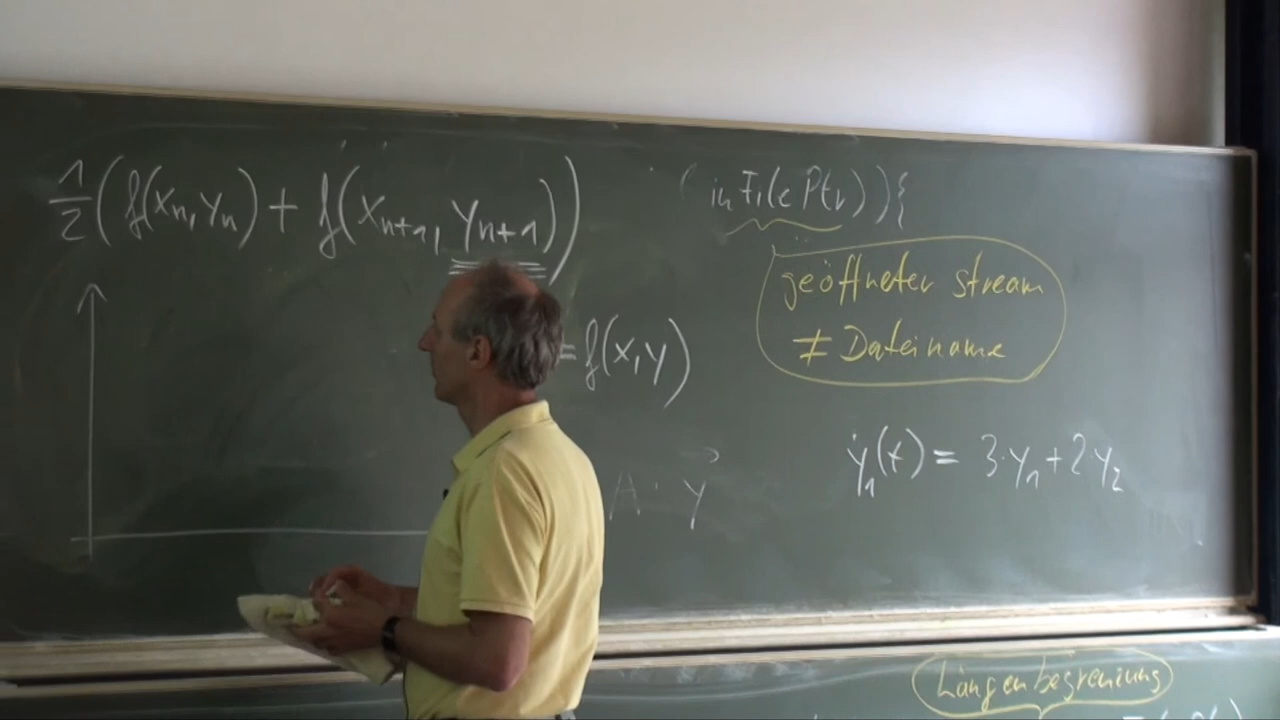 1/2 (f(xₙ, yₙ) + f(xₙ₊₁, yₙ₊₁))
= f(x, y)
A · y⃗
(inFilePtr)){
geöffneter stream
≠ Dateiname
ẏ₁(t) = 3·y₁ + 2·y₂
Längenbegrenzung